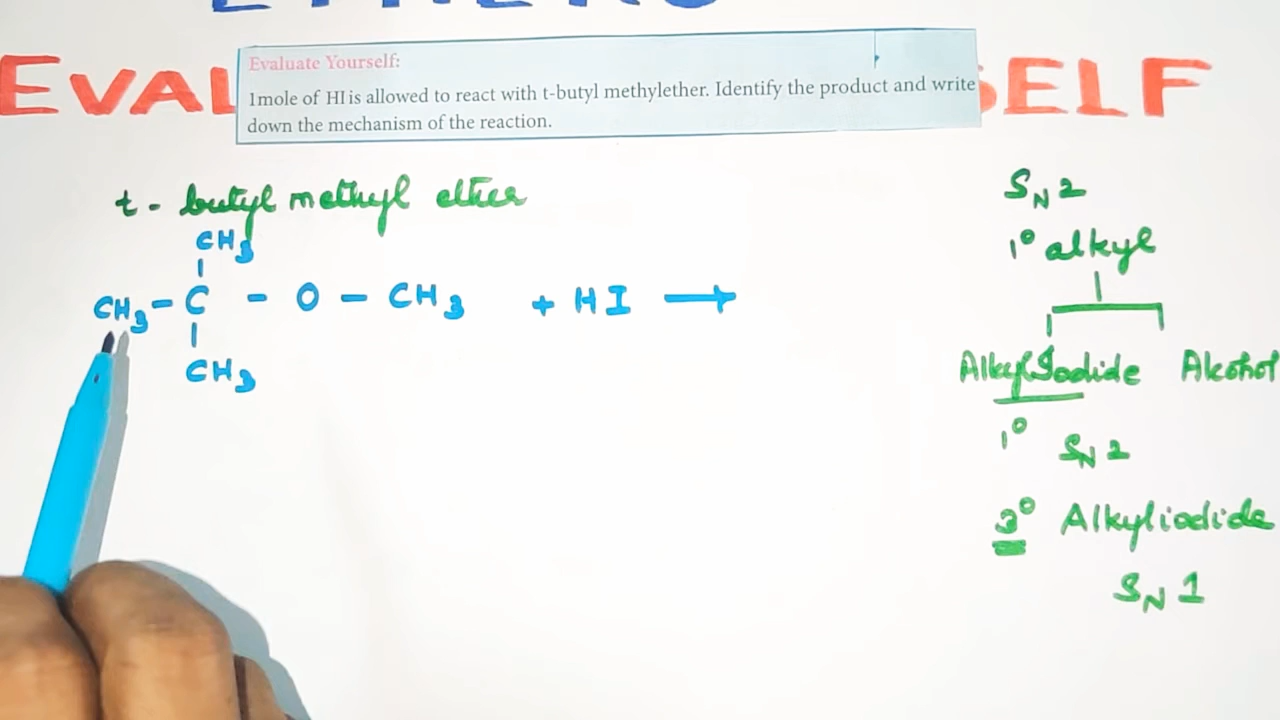 EVAL
SELF
Evaluate Yourself:
1mole of HI is allowed to react with t-butyl methylether. Identify the product and write
down the mechanism of the reaction.
t - butyl methyl ether
CH3
CH3 - C - O - CH3 + HI →
CH3
SN2
1° alkyl
Alkyl Iodide Alcohol
1° SN2
3° Alkyliodide
SN1